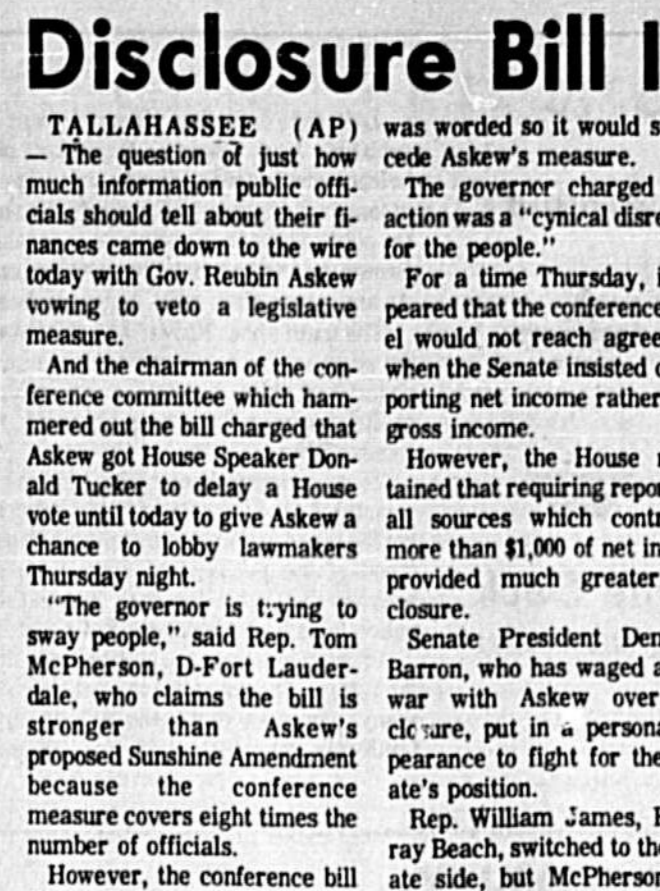 Disclosure Bill
TALLAHASSEE (AP)
— The question of just how
much information public offi-
cials should tell about their fi-
nances came down to the wire
today with Gov. Reubin Askew
vowing to veto a legislative
measure.
And the chairman of the con-
ference committee which ham-
mered out the bill charged that
Askew got House Speaker Don-
ald Tucker to delay a House
vote until today to give Askew a
chance to lobby lawmakers
Thursday night.
"The governor is trying to
sway people," said Rep. Tom
McPherson, D-Fort Lauder-
dale, who claims the bill is
stronger than Askew's
proposed Sunshine Amendment
because the conference
measure covers eight times the
number of officials.
However, the conference bill
was worded so it would
cede Askew's measure.
The governor charged
action was a "cynical disre
for the people."
For a time Thursday,
peared that the conference
el would not reach agree
when the Senate insisted
porting net income rather
gross income.
However, the House
tained that requiring repo
all sources which cont
more than $1,000 of net in
provided much greater
closure.
Senate President Dem
Barron, who has waged a
war with Askew over
closure, put in a persona
pearance to fight for the
ate's position.
Rep. William James,
ray Beach, switched to the
ate side, but McPherson